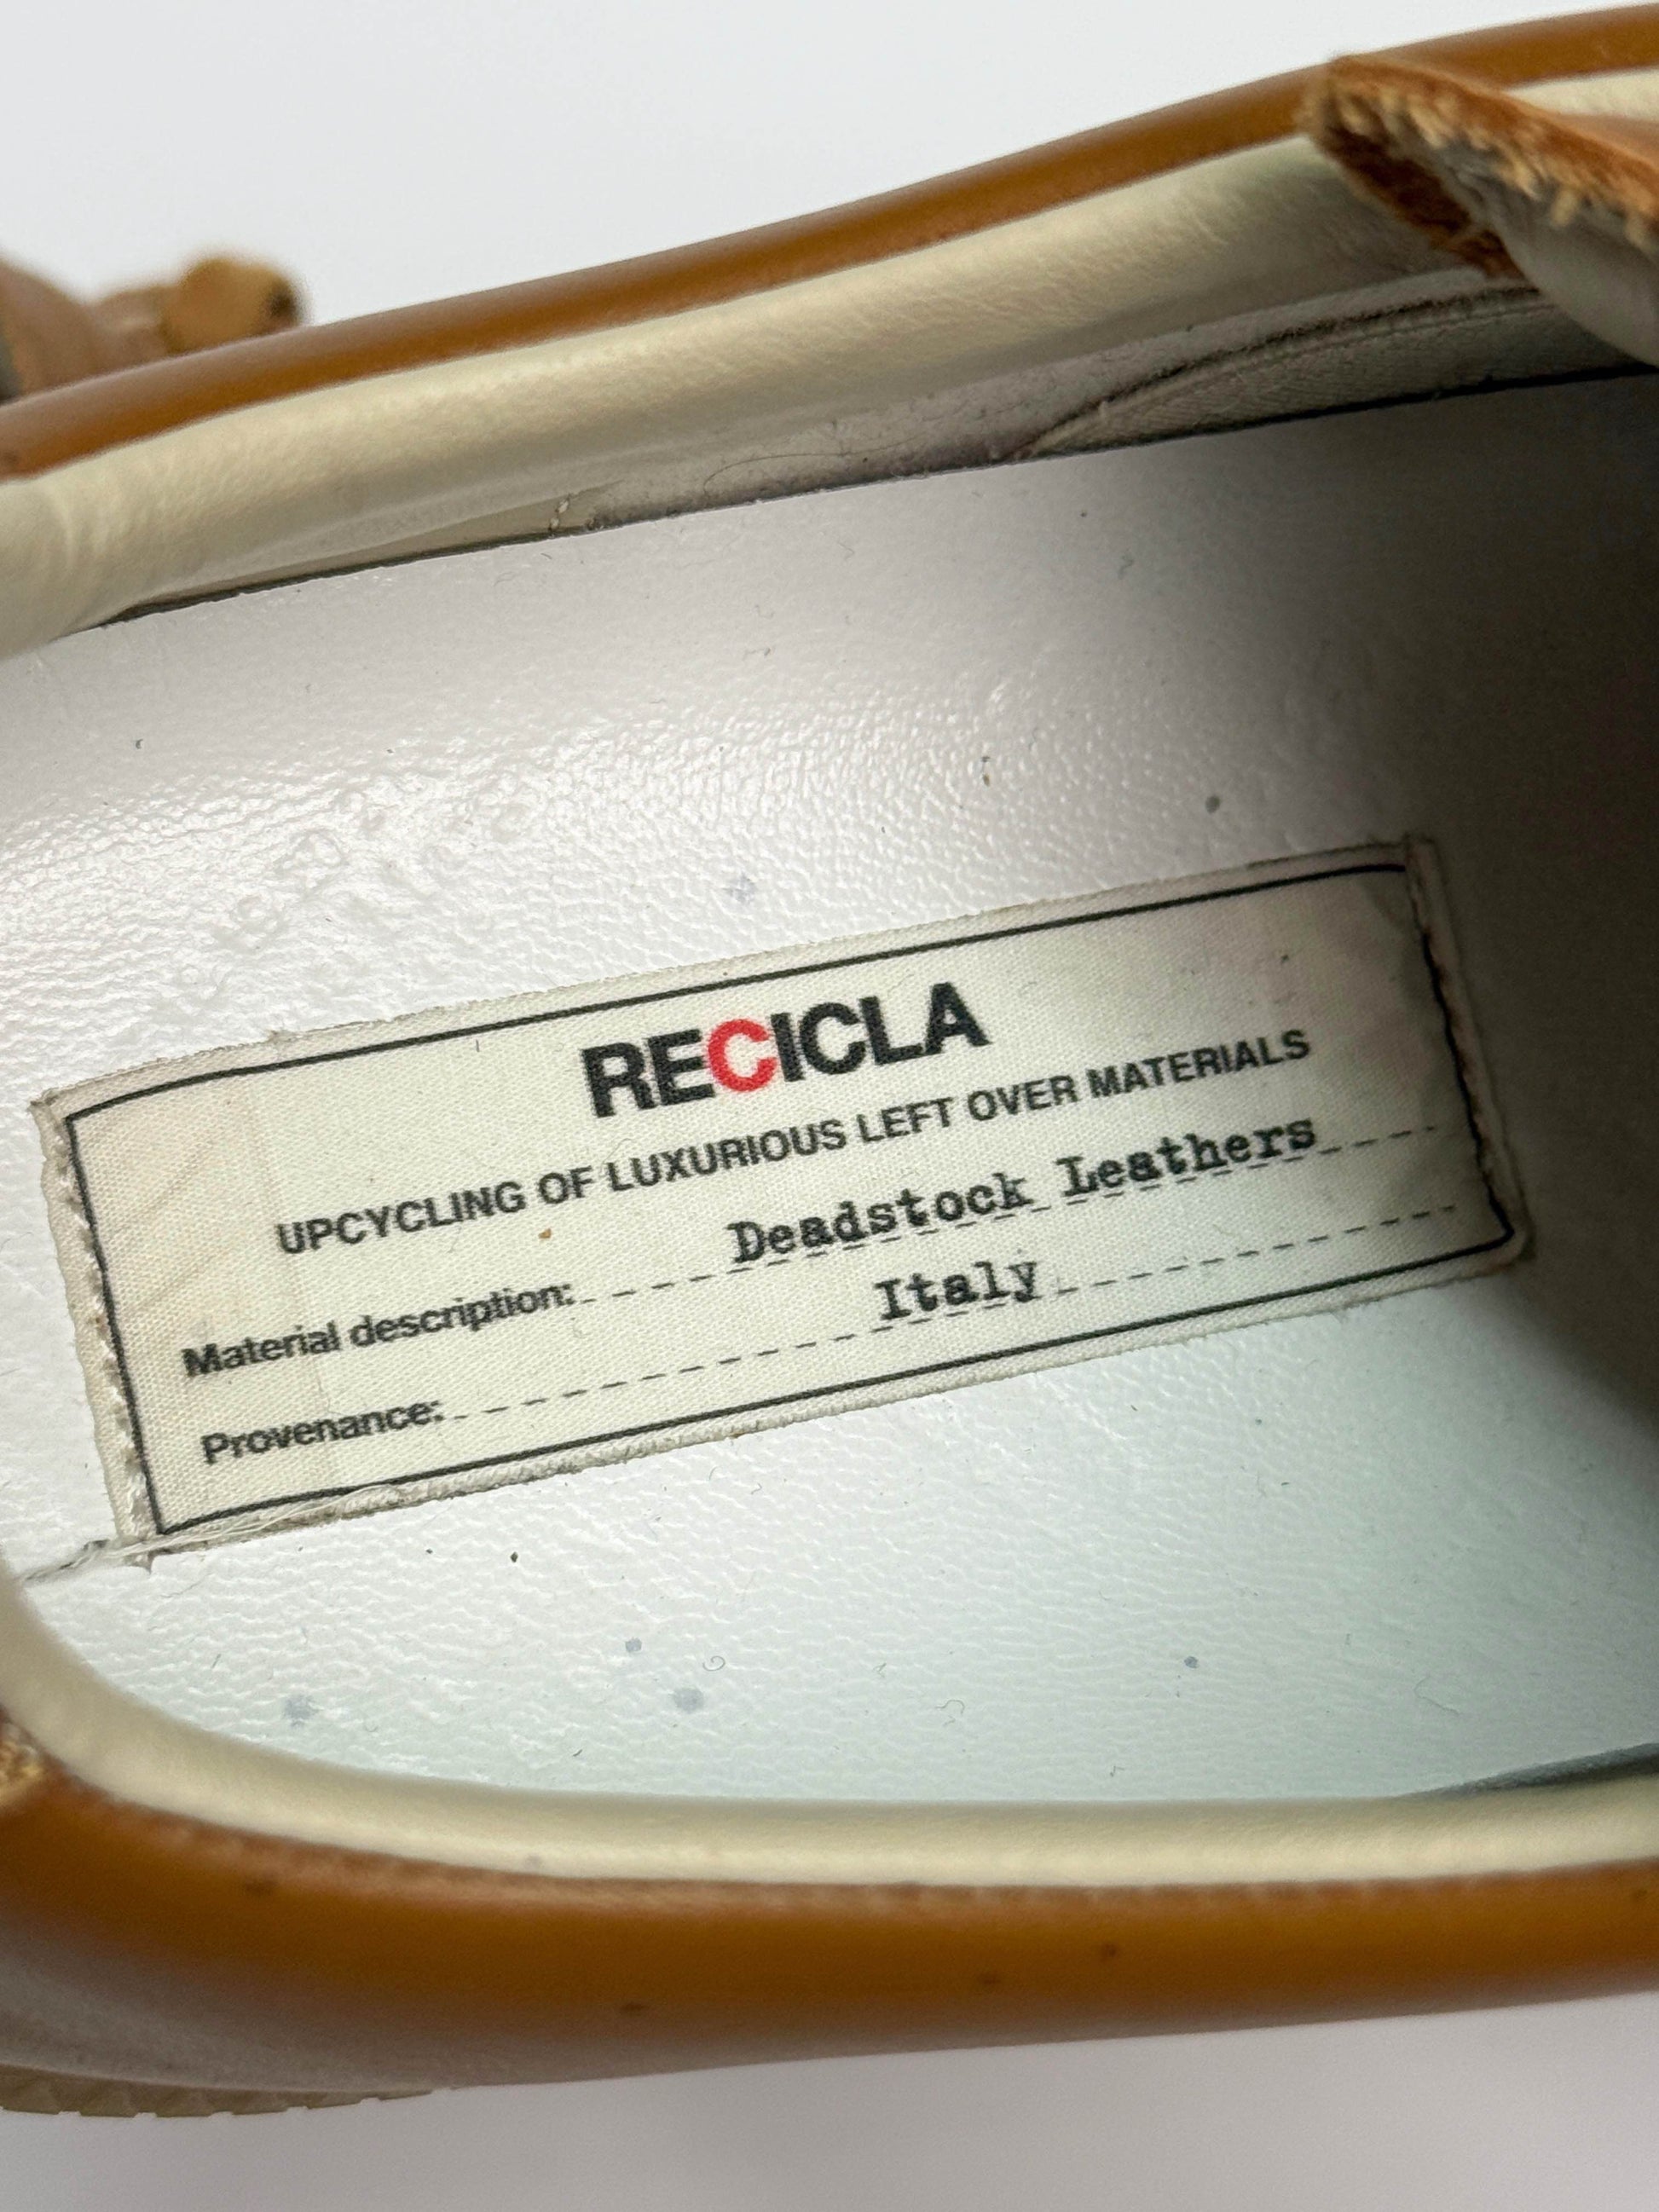 RECICLA
UPCYCLING OF LUXURIOUS LEFT OVER MATERIALS
Material description: Deadstock Leathers
Provenance: Italy